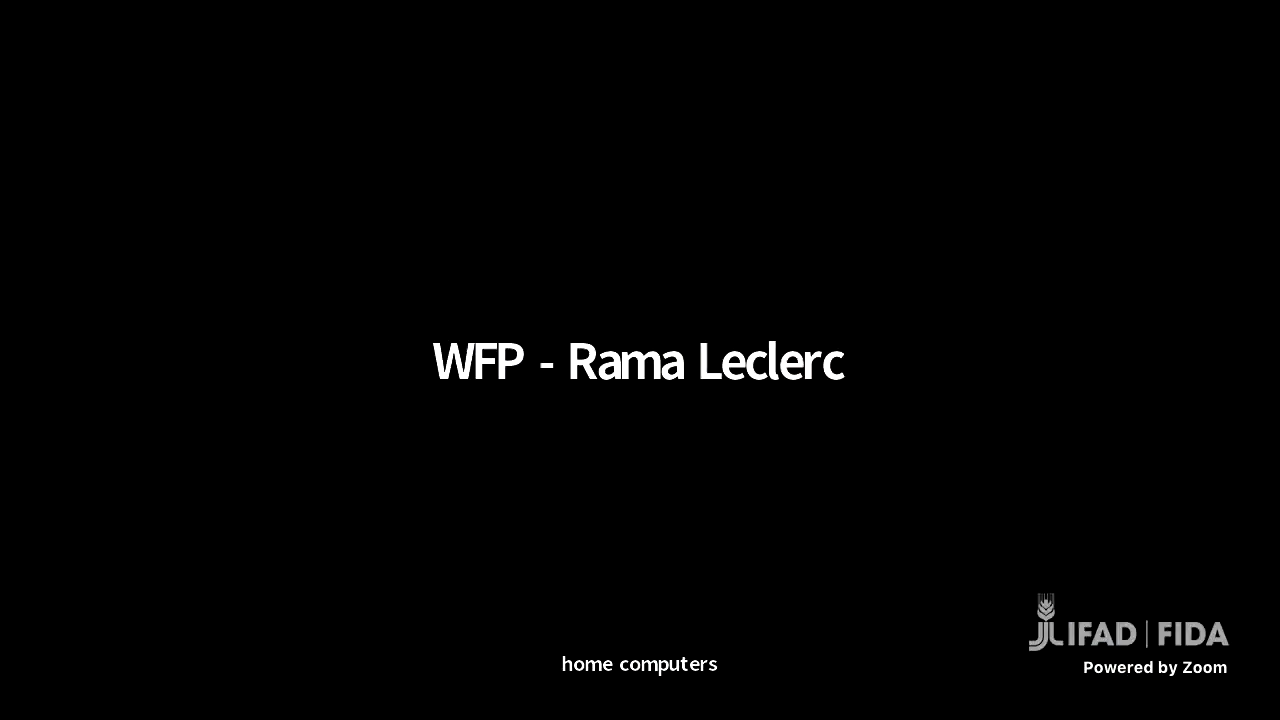 WFP - Rama Leclerc
IFAD | FIDA
home computers
Powered by Zoom